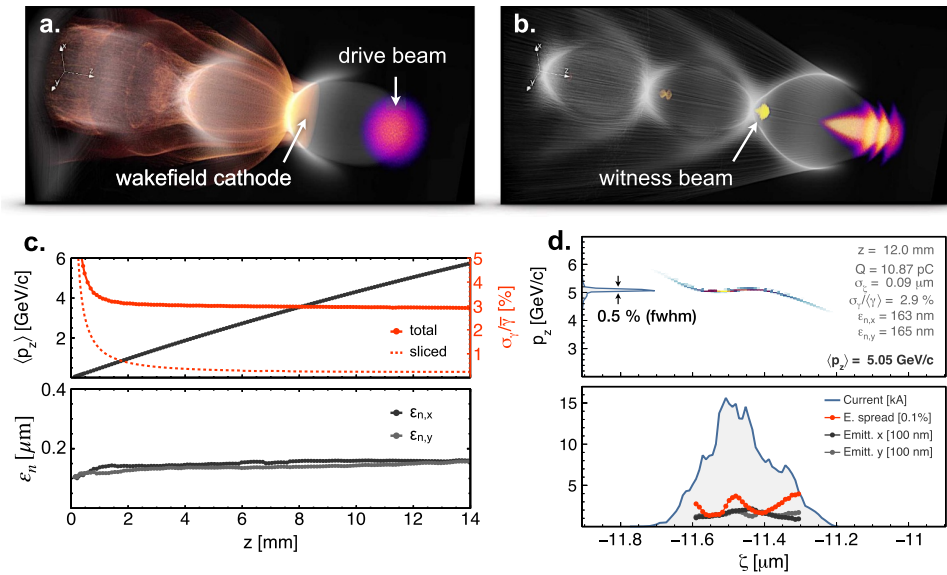 a.
drive beam
wakefield cathode
x
y
z
b.
witness beam
x
y
z
c.
⟨p_z⟩ [GeV/c]
6
4
2
5
4
3
2
1
σ_γ/γ̅ [%]
total
sliced
ε_n [μm]
0.4
0.2
0
ε_n,x
ε_n,y
0 2 4 6 8 10 12 14
z [mm]
d.
p_z [GeV/c]
6
5
4
3
2
0.5 % (fwhm)
z = 12.0 mm
Q = 10.87 pC
σ_ζ = 0.09 μm
σ_γ/⟨γ⟩ = 2.9 %
ε_n,x = 163 nm
ε_n,y = 165 nm
⟨p_z⟩ = 5.05 GeV/c
15
10
5
Current [kA]
E. spread [0.1%]
Emitt. x [100 nm]
Emitt. y [100 nm]
−11.8 −11.6 −11.4 −11.2 −11
ζ [μm]